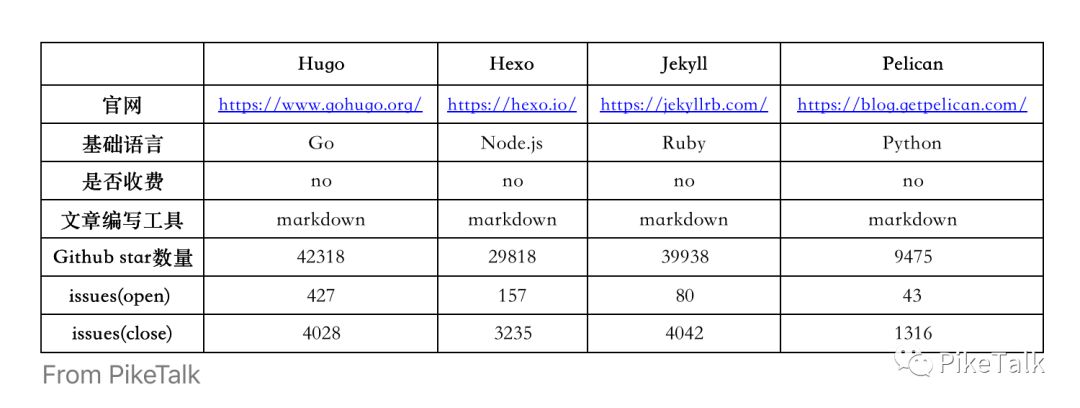 Hugo Hexo Jekyll Pelican
官网 https://www.gohugo.org/ https://hexo.io/ https://jekyllrb.com/ https://blog.getpelican.com/
基础语言 Go Node.js Ruby Python
是否收费 no no no no
文章编写工具 markdown markdown markdown markdown
Github star数量 42318 29818 39938 9475
issues(open) 427 157 80 43
issues(close) 4028 3235 4042 1316
From PikeTalk
PikeTalk